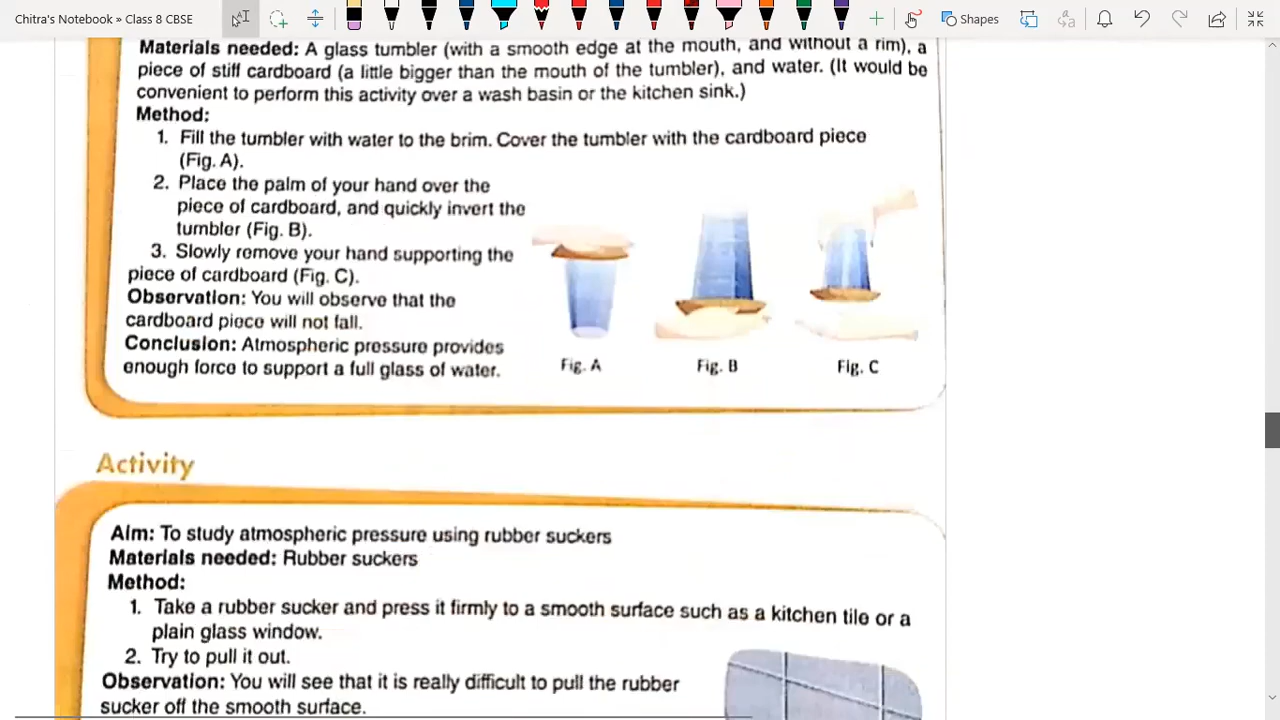 Chitra's Notebook » Class 8 CBSE
Shapes
Materials needed: A glass tumbler (with a smooth edge at the mouth, and without a rim), a
piece of stiff cardboard (a little bigger than the mouth of the tumbler), and water. (It would be
convenient to perform this activity over a wash basin or the kitchen sink.)
Method:
1. Fill the tumbler with water to the brim. Cover the tumbler with the cardboard piece
(Fig. A).
2. Place the palm of your hand over the
piece of cardboard, and quickly invert the
tumbler (Fig. B).
3. Slowly remove your hand supporting the
piece of cardboard (Fig. C).
Observation: You will observe that the
cardboard piece will not fall.
Conclusion: Atmospheric pressure provides
enough force to support a full glass of water.
Fig. A
Fig. B
Fig. C
Activity
Aim: To study atmospheric pressure using rubber suckers
Materials needed: Rubber suckers
Method:
1. Take a rubber sucker and press it firmly to a smooth surface such as a kitchen tile or a
plain glass window.
2. Try to pull it out.
Observation: You will see that it is really difficult to pull the rubber
sucker off the smooth surface.